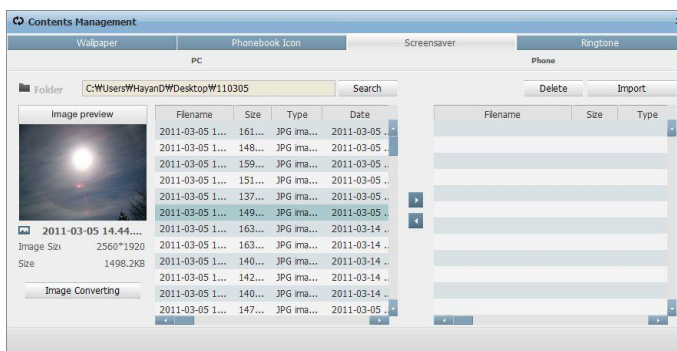 Contents Management
Wallpaper Phonebook Icon Screensaver Ringtone
PC Phone
Folder C:₩Users₩HayanD₩Desktop₩110305 Search Delete Import
Image preview Filename Size Type Date Filename Size Type
2011-03-05 1... 161... JPG ima... 2011-03-05 ..
2011-03-05 1... 148... JPG ima... 2011-03-05 ..
2011-03-05 1... 159... JPG ima... 2011-03-05 ..
2011-03-05 1... 151... JPG ima... 2011-03-05 ..
2011-03-05 1... 137... JPG ima... 2011-03-05 ..
2011-03-05 1... 149... JPG ima... 2011-03-05 ..
2011-03-05 14.44.... 2011-03-05 1... 163... JPG ima... 2011-03-14 ..
Image Size 2560*1920 2011-03-05 1... 163... JPG ima... 2011-03-14 ..
Size 1498.2KB 2011-03-05 1... 140... JPG ima... 2011-03-14 ..
2011-03-05 1... 142... JPG ima... 2011-03-14 ..
Image Converting 2011-03-05 1... 140... JPG ima... 2011-03-14 ..
2011-03-05 1... 147... JPG ima... 2011-03-05 ..